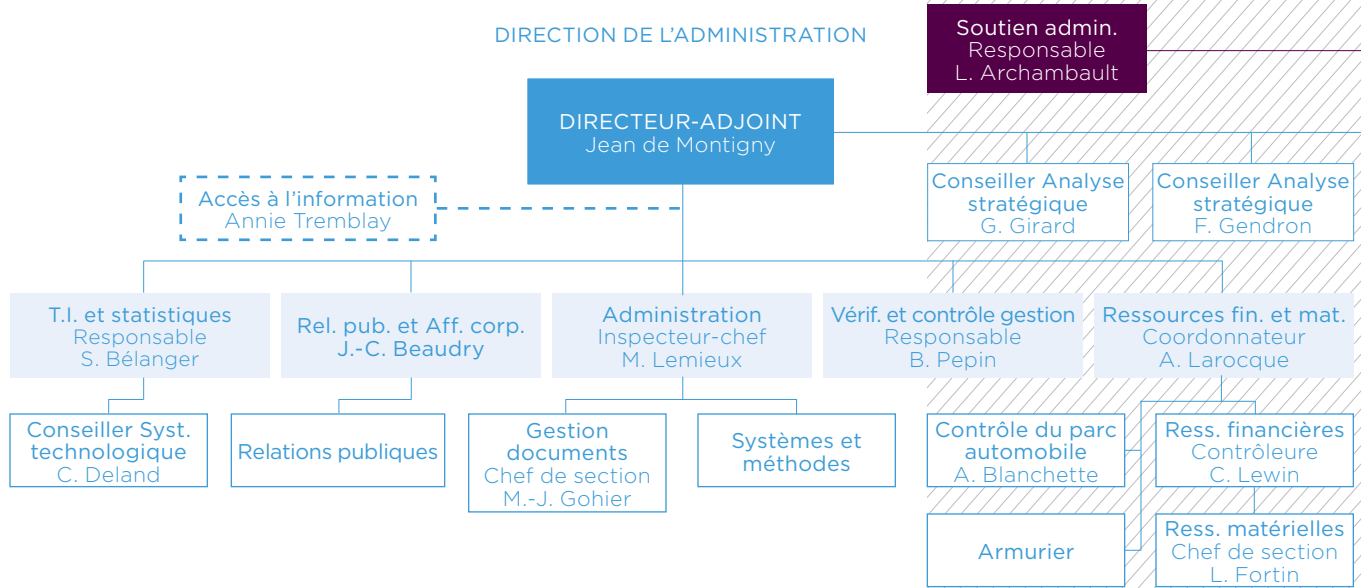 DIRECTION DE L'ADMINISTRATION
Soutien admin.
Responsable
L. Archambault
DIRECTEUR-ADJOINT
Jean de Montigny
Accès à l'information
Annie Tremblay
Conseiller Analyse
stratégique
G. Girard
Conseiller Analyse
stratégique
F. Gendron
T.I. et statistiques
Responsable
S. Bélanger
Rel. pub. et Aff. corp.
J.-C. Beaudry
Administration
Inspecteur-chef
M. Lemieux
Vérif. et contrôle gestion
Responsable
B. Pepin
Ressources fin. et mat.
Coordonnateur
A. Larocque
Conseiller Syst.
technologique
C. Deland
Relations publiques
Gestion
documents
Chef de section
M.-J. Gohier
Systèmes et
méthodes
Contrôle du parc
automobile
A. Blanchette
Ress. financières
Contrôleure
C. Lewin
Armurier
Ress. matérielles
Chef de section
L. Fortin